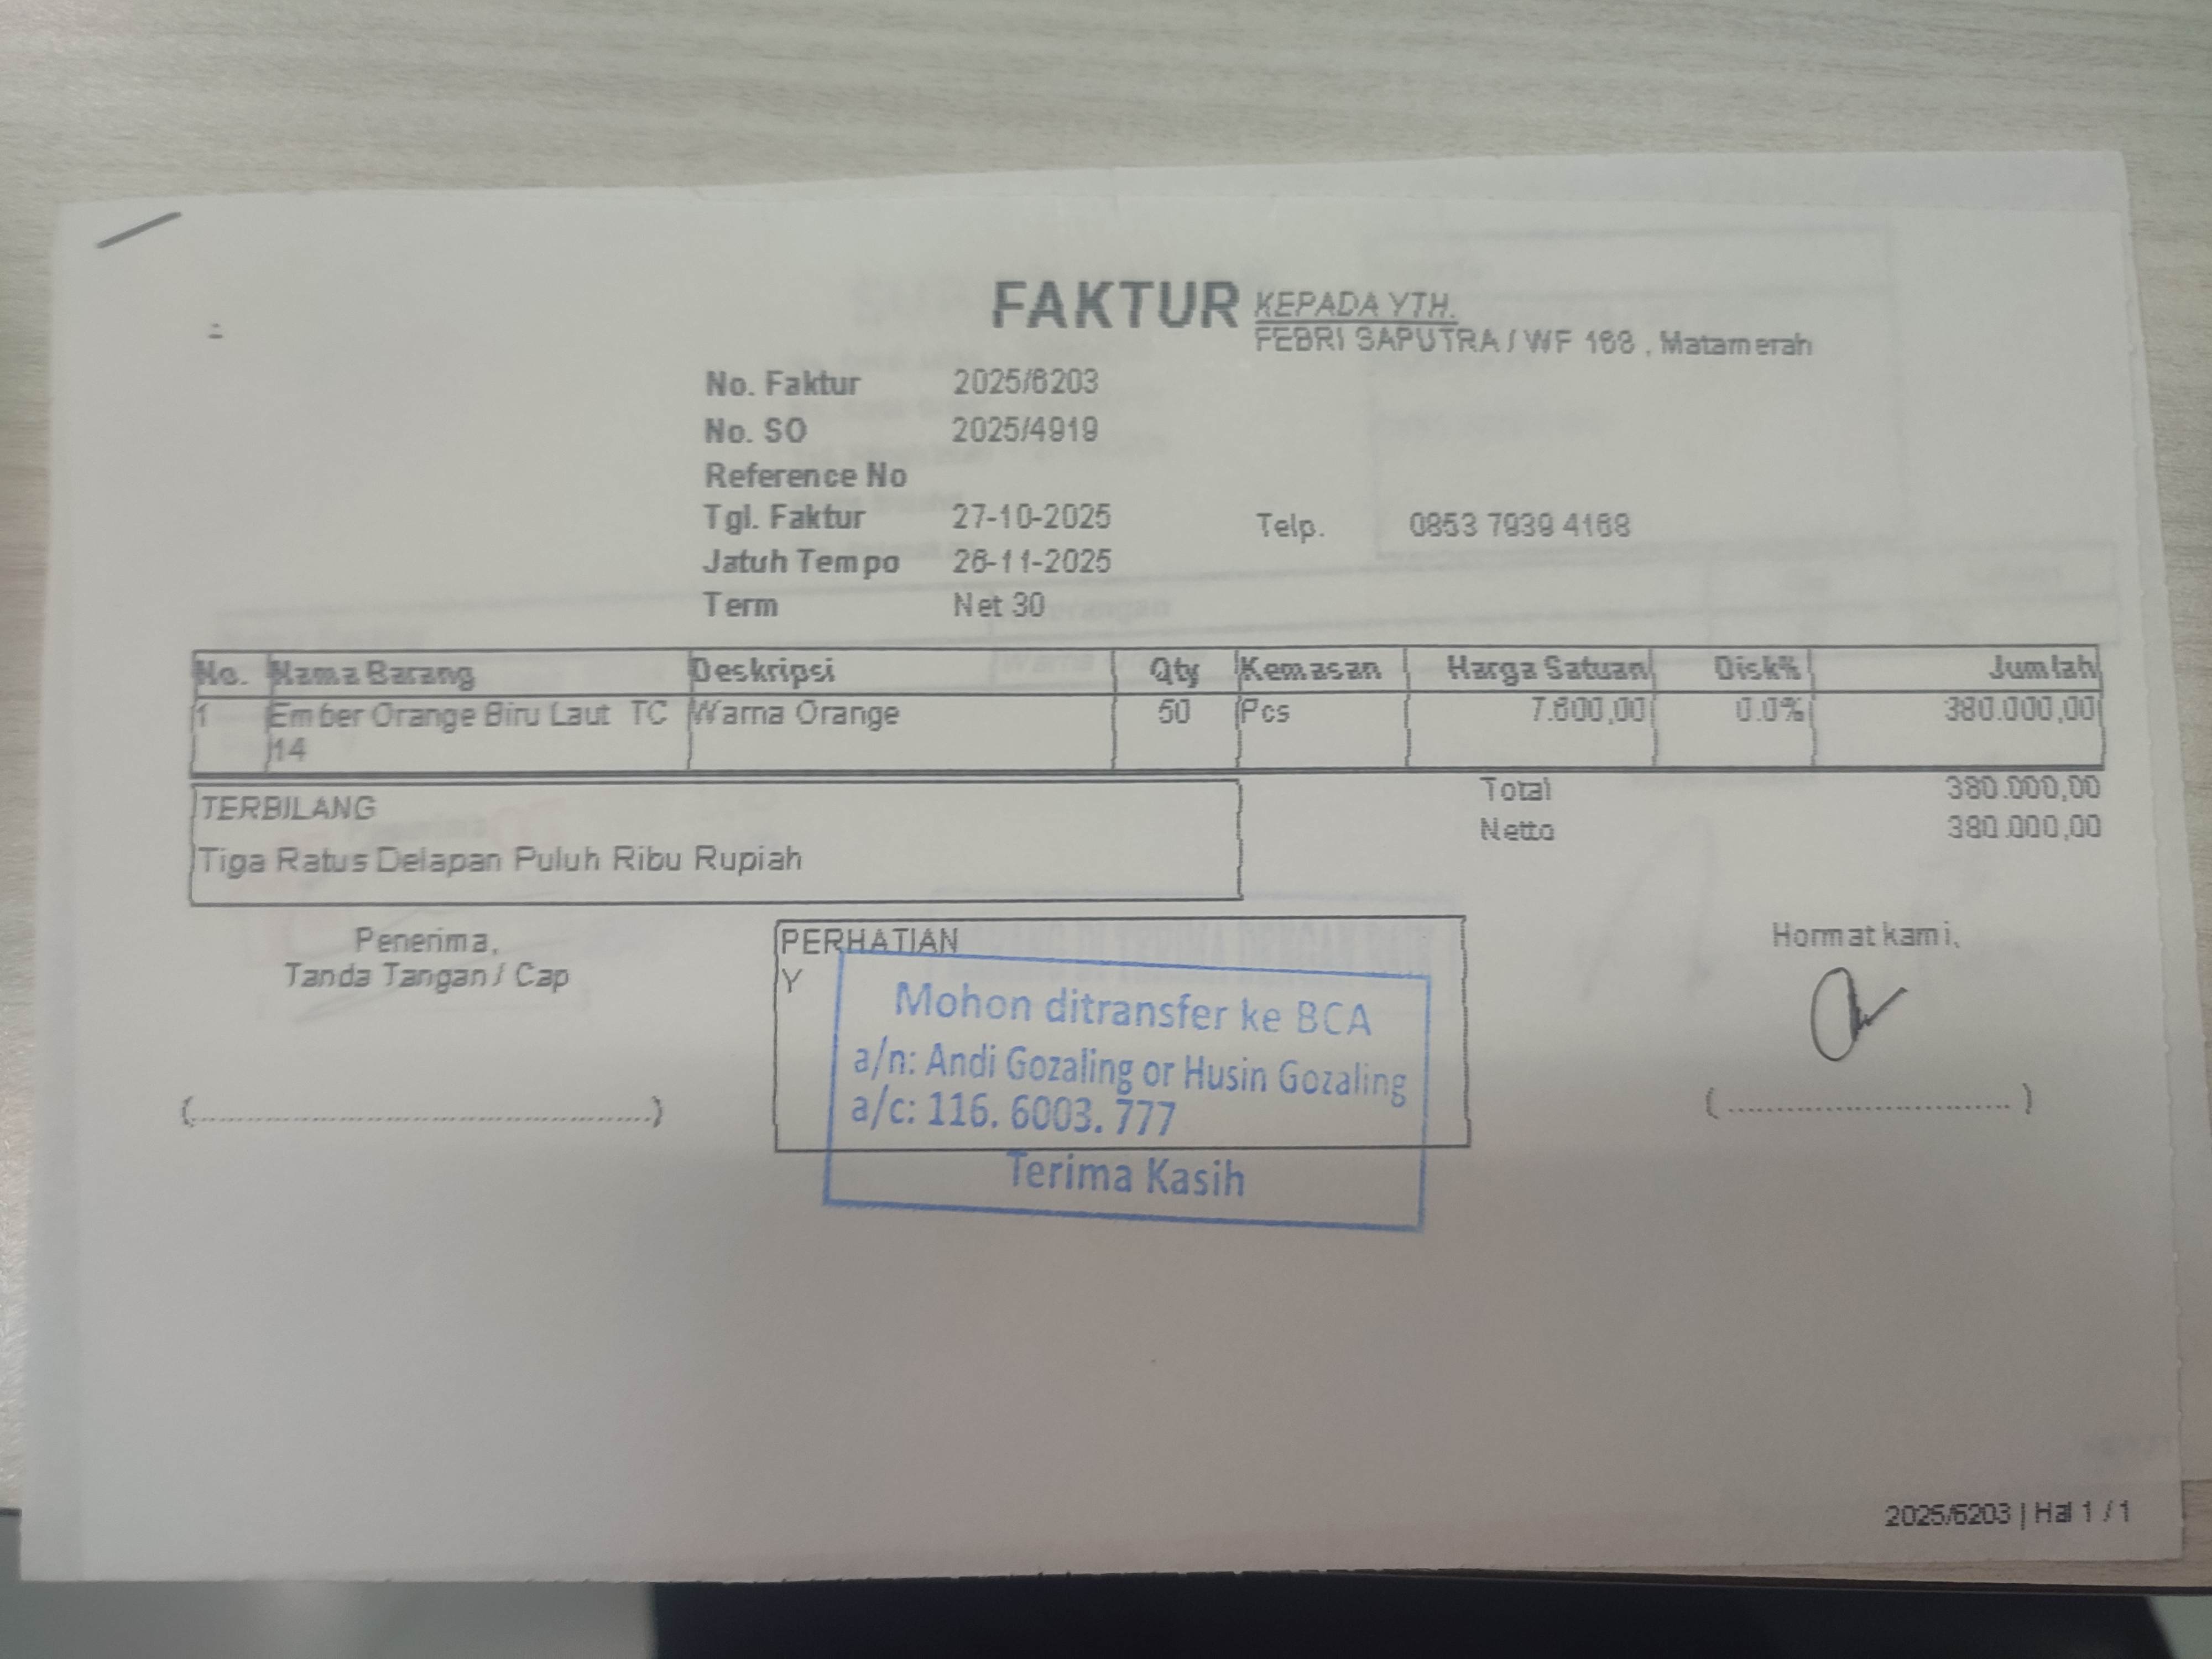 FAKTUR
KEPADA YTH.
FEBRI SAPUTRA / WF 168 , Matamerah
No. Faktur 2025/6203
No. SO 2025/4919
Reference No
Tgl. Faktur 27-10-2025
Telp. 0853 7939 4168
Jatuh Tempo 26-11-2025
Term Net 30
No. Nama Barang Deskripsi Qty Kemasan Harga Satuan Disk% Jumlah
1 Ember Orange Biru Laut TC Warna Orange 50 Pcs 7.600,00 0.0% 380.000,00
14
Total 380.000,00
Netto 380.000,00
TERBILANG
Tiga Ratus Delapan Puluh Ribu Rupiah
Penerima,
Tanda Tangan / Cap
(........................................)
PERHATIAN
Y
Mohon ditransfer ke BCA
a/n: Andi Gozaling or Husin Gozaling
a/c: 116. 6003. 777
Terima Kasih
Hormat kami,
(............................)
2025/6203 | Hal 1 / 1